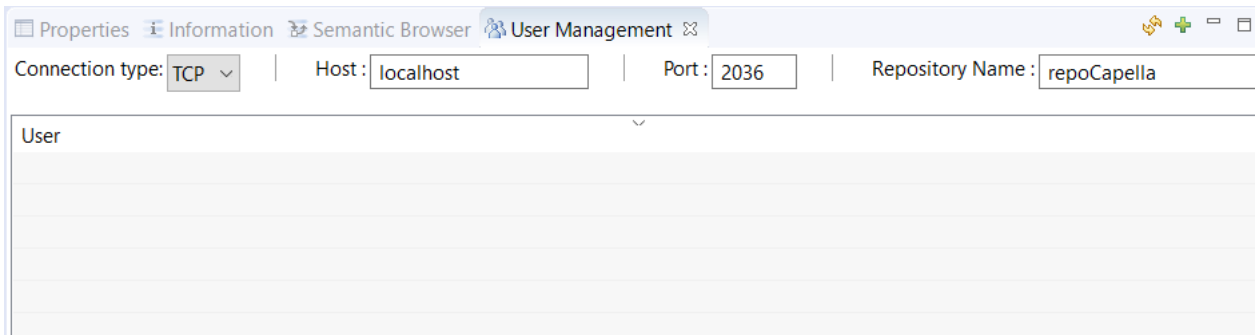 Properties Information Semantic Browser User Management
Connection type: TCP Host : localhost Port : 2036 Repository Name : repoCapella
User